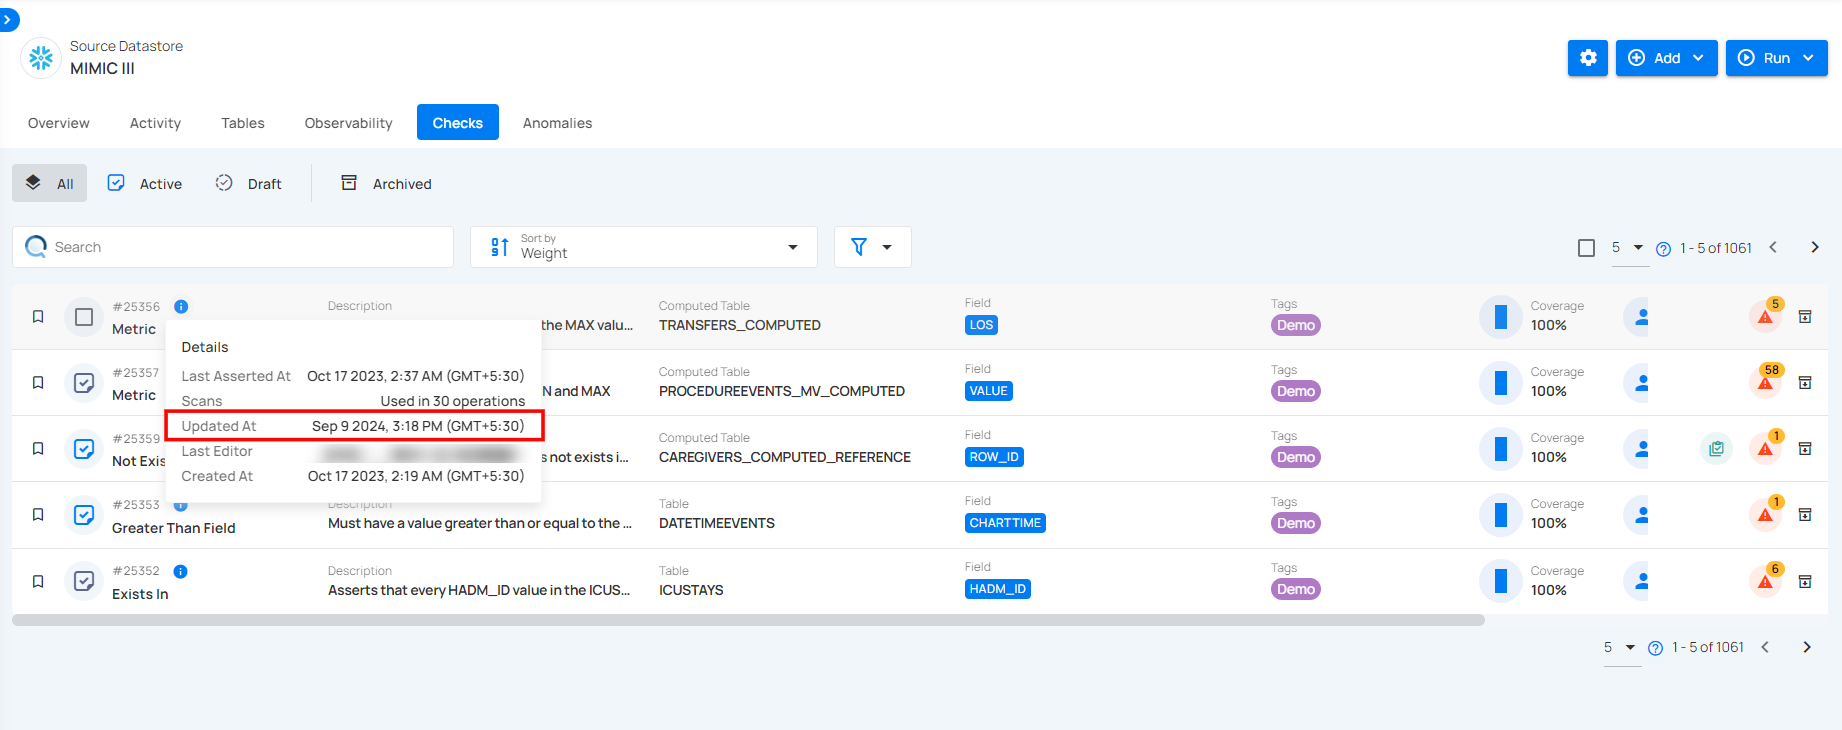 Source Datastore
MIMIC III
Add
Run
Overview
Activity
Tables
Observability
Checks
Anomalies
All
Active
Draft
Archived
Search
Sort by
Weight
5
1 - 5 of 1061
#25356
Metric
Description
the MAX valu...
Computed Table
TRANSFERS_COMPUTED
Field
LOS
Tags
Demo
Coverage
100%
5
Details
Last Asserted At Oct 17 2023, 2:37 AM (GMT+5:30)
Scans Used in 30 operations
Updated At Sep 9 2024, 3:18 PM (GMT+5:30)
Last Editor
Created At Oct 17 2023, 2:19 AM (GMT+5:30)
#25357
Metric
N and MAX
PROCEDUREEVENTS_MV_COMPUTED
Computed Table
Field
VALUE
Tags
Demo
Coverage
100%
58
#25359
Not Exis
s not exists i...
Computed Table
CAREGIVERS_COMPUTED_REFERENCE
Field
ROW_ID
Tags
Demo
Coverage
100%
1
#25353
Greater Than Field
Description
Must have a value greater than or equal to the ...
Table
DATETIMEEVENTS
Field
CHARTTIME
Tags
Demo
Coverage
100%
1
#25352
Exists In
Description
Asserts that every HADM_ID value in the ICUS...
Table
ICUSTAYS
Field
HADM_ID
Tags
Demo
Coverage
100%
6
5
1 - 5 of 1061